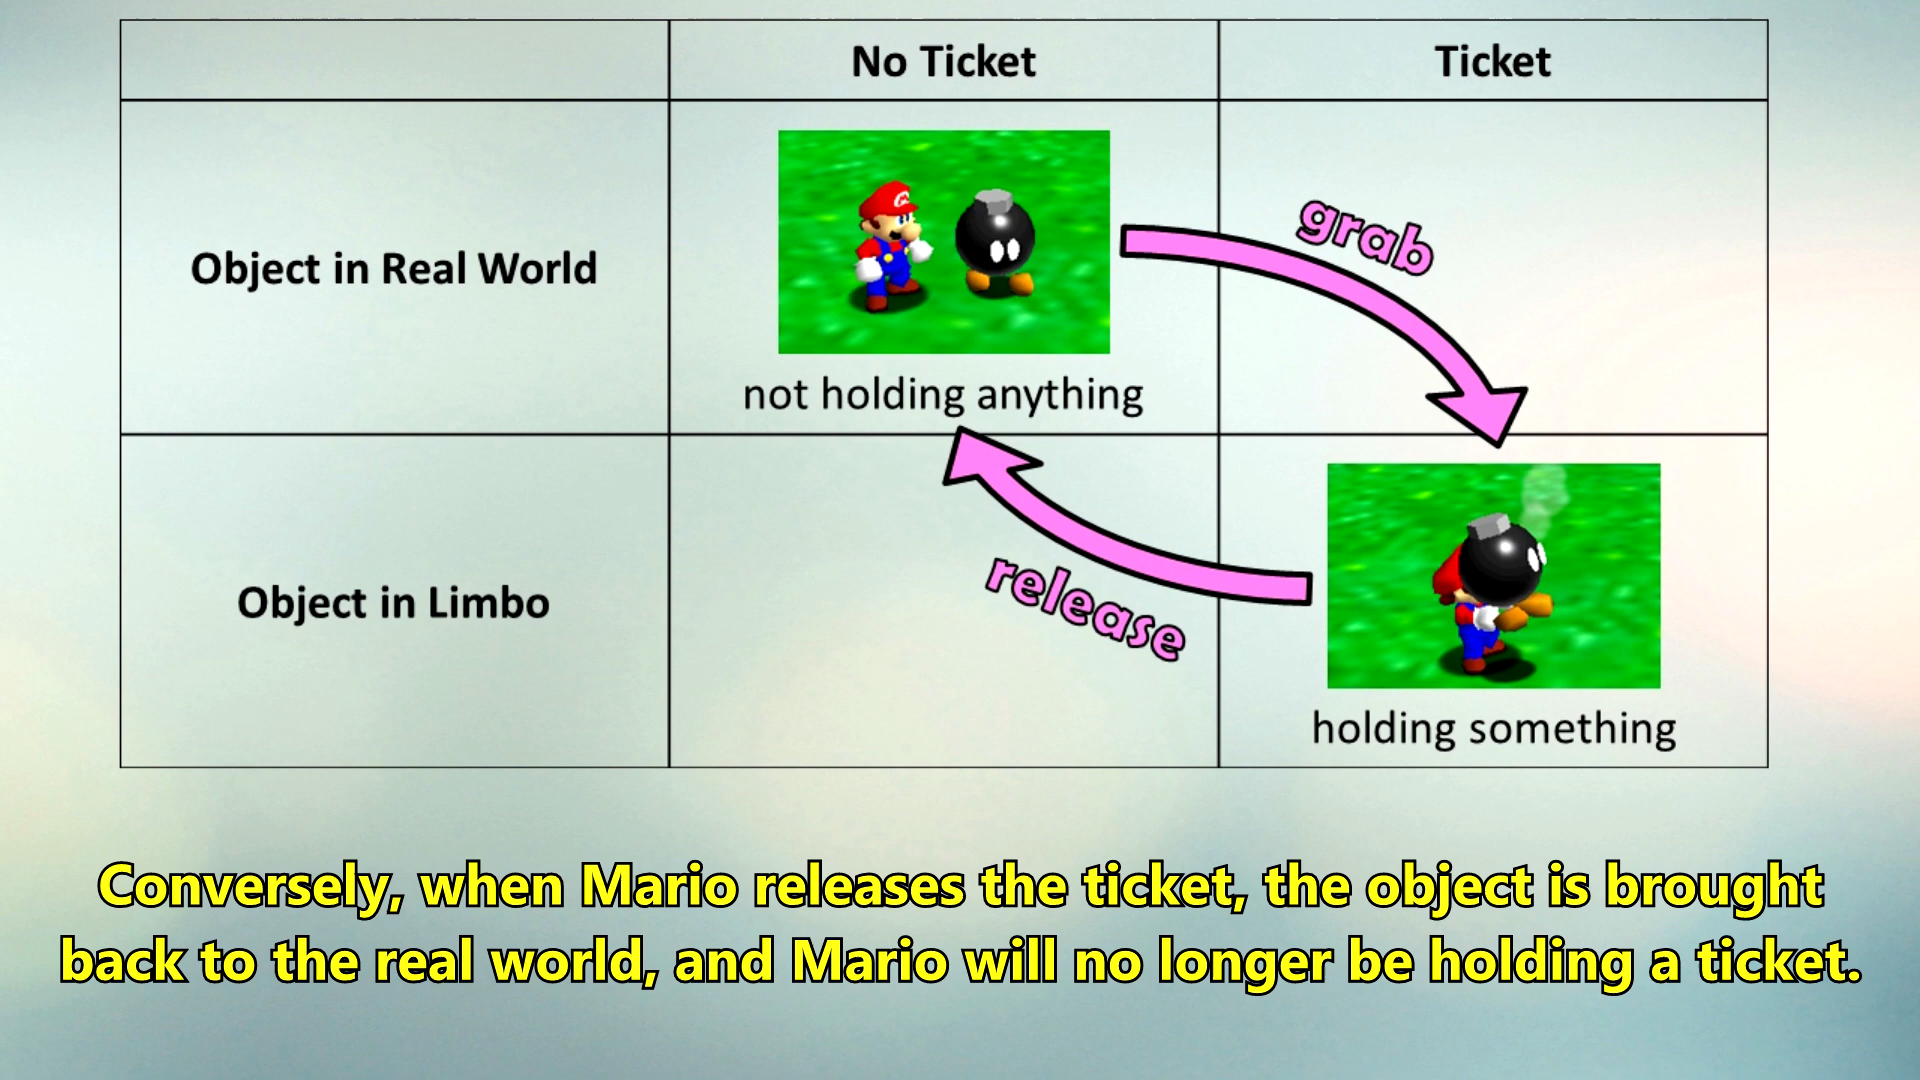 No Ticket
Ticket
Object in Real World
not holding anything
grab
Object in Limbo
release
holding something
Conversely, when Mario releases the ticket, the object is brought
back to the real world, and Mario will no longer be holding a ticket.